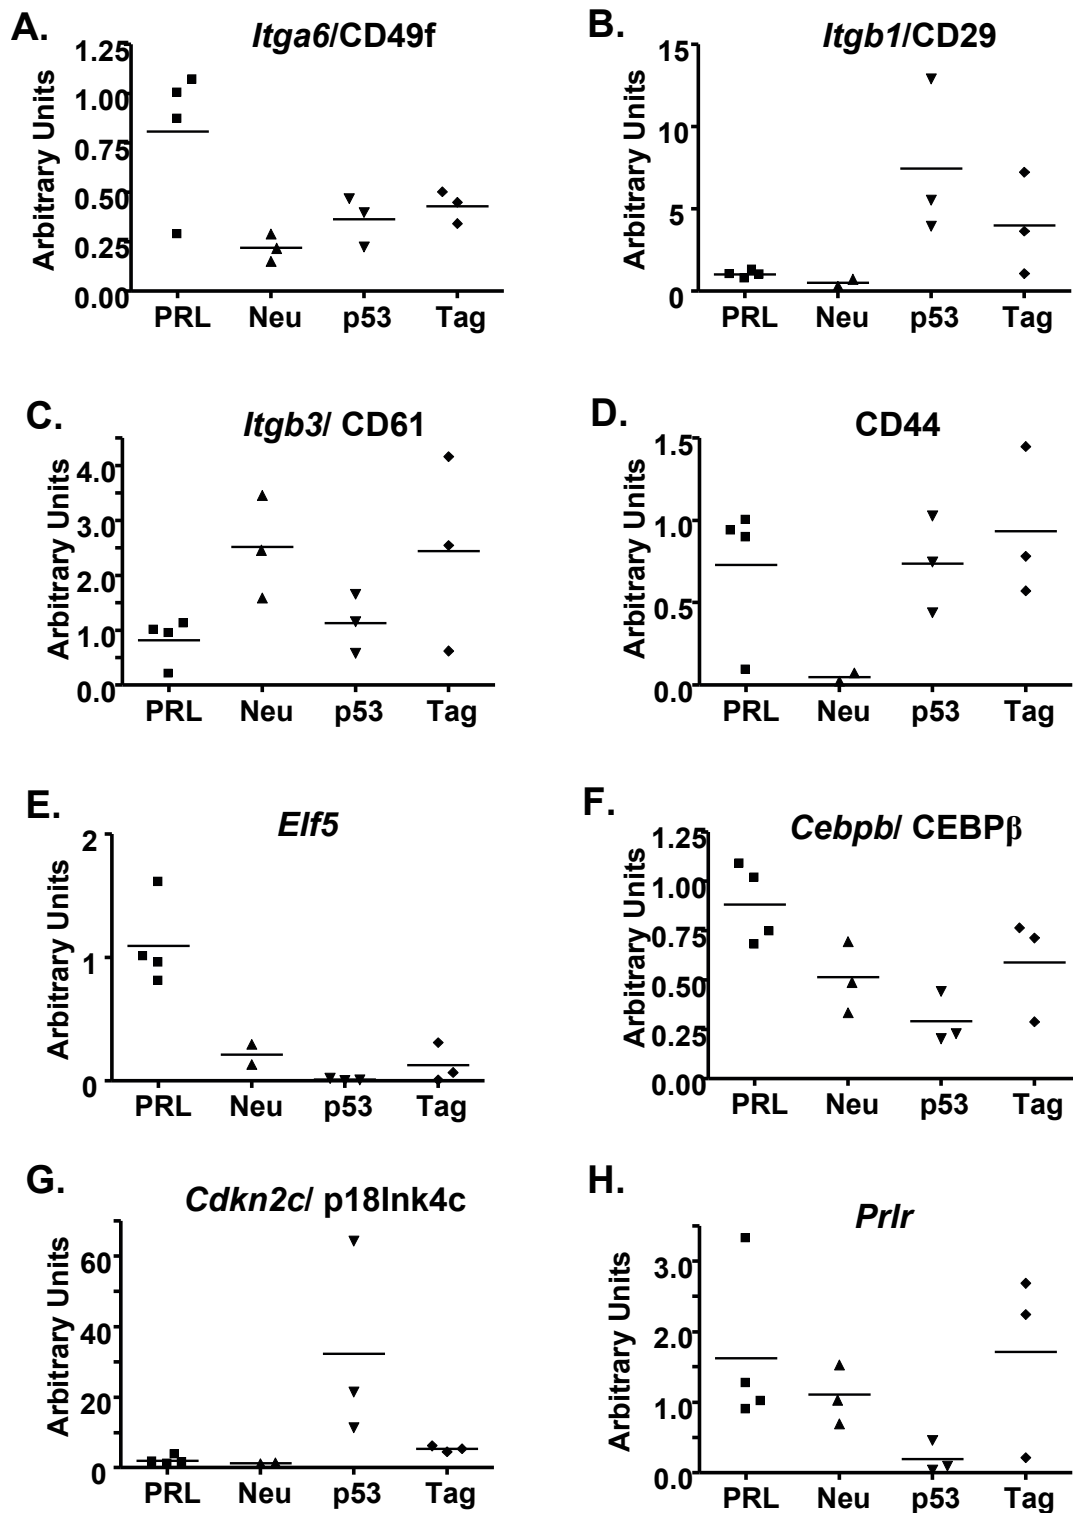 A.
Itga6/CD49f
Arbitrary Units
1.25
1.00
0.75
0.50
0.25
0.00
PRL Neu p53 Tag
B.
Itgb1/CD29
Arbitrary Units
15
10
5
0
PRL Neu p53 Tag
C.
Itgb3/ CD61
Arbitrary Units
4.0
3.0
2.0
1.0
0.0
PRL Neu p53 Tag
D.
CD44
Arbitrary Units
1.5
1.0
0.5
0.0
PRL Neu p53 Tag
E.
Elf5
Arbitrary Units
2
1
0
PRL Neu p53 Tag
F.
Cebpb/ CEBPβ
Arbitrary Units
1.25
1.00
0.75
0.50
0.25
0.00
PRL Neu p53 Tag
G.
Cdkn2c/ p18Ink4c
Arbitrary Units
60
40
20
0
PRL Neu p53 Tag
H.
Prlr
Arbitrary Units
3.0
2.0
1.0
0.0
PRL Neu p53 Tag